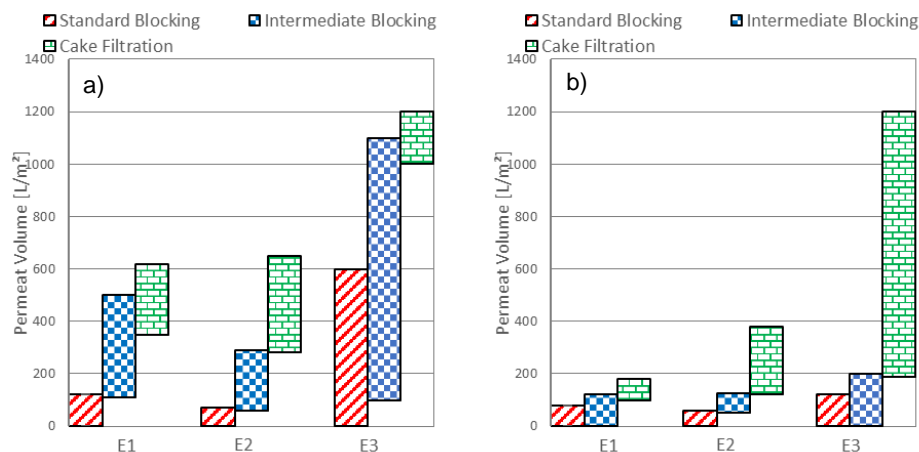 Standard Blocking Intermediate Blocking
Cake Filtration
1400
1200
1000
800
600
400
200
0
Permeat Volume [L/m²]
a)
E1 E2 E3
Standard Blocking Intermediate Blocking
Cake Filtration
1400
1200
1000
800
600
400
200
0
Permeat Volume [L/m²]
b)
E1 E2 E3